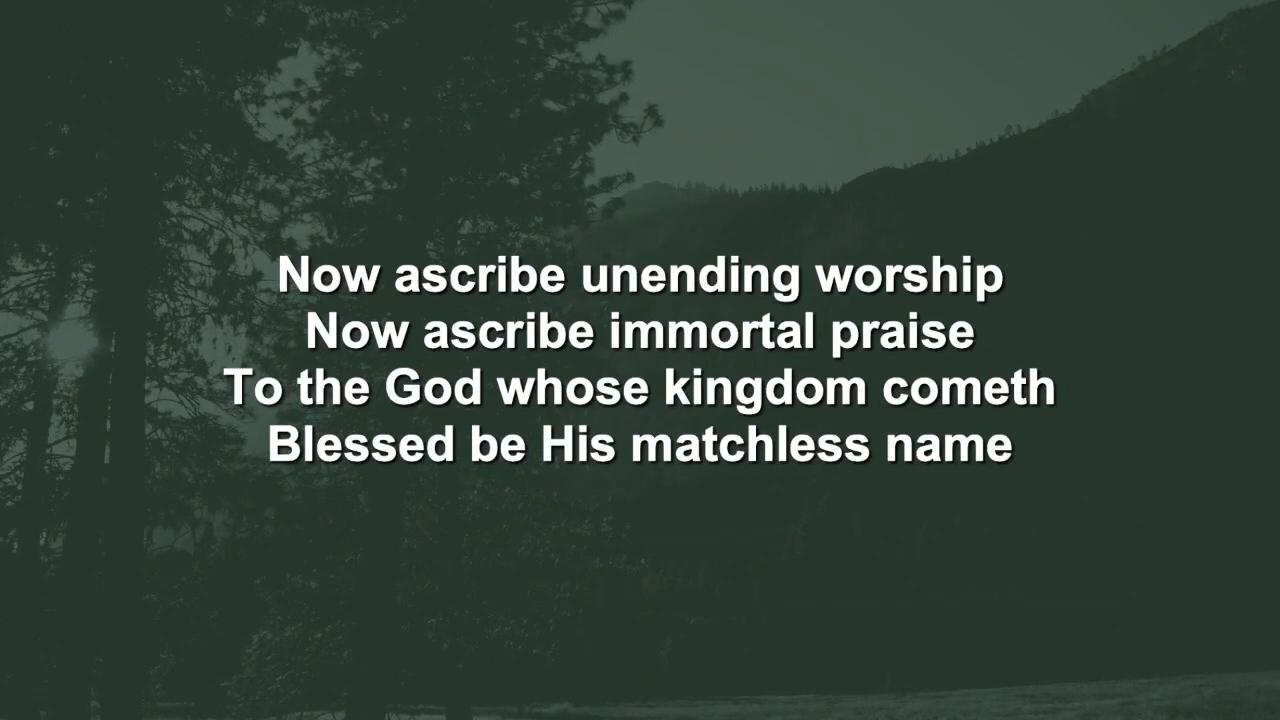 Now ascribe unending worship
Now ascribe immortal praise
To the God whose kingdom cometh
Blessed be His matchless name